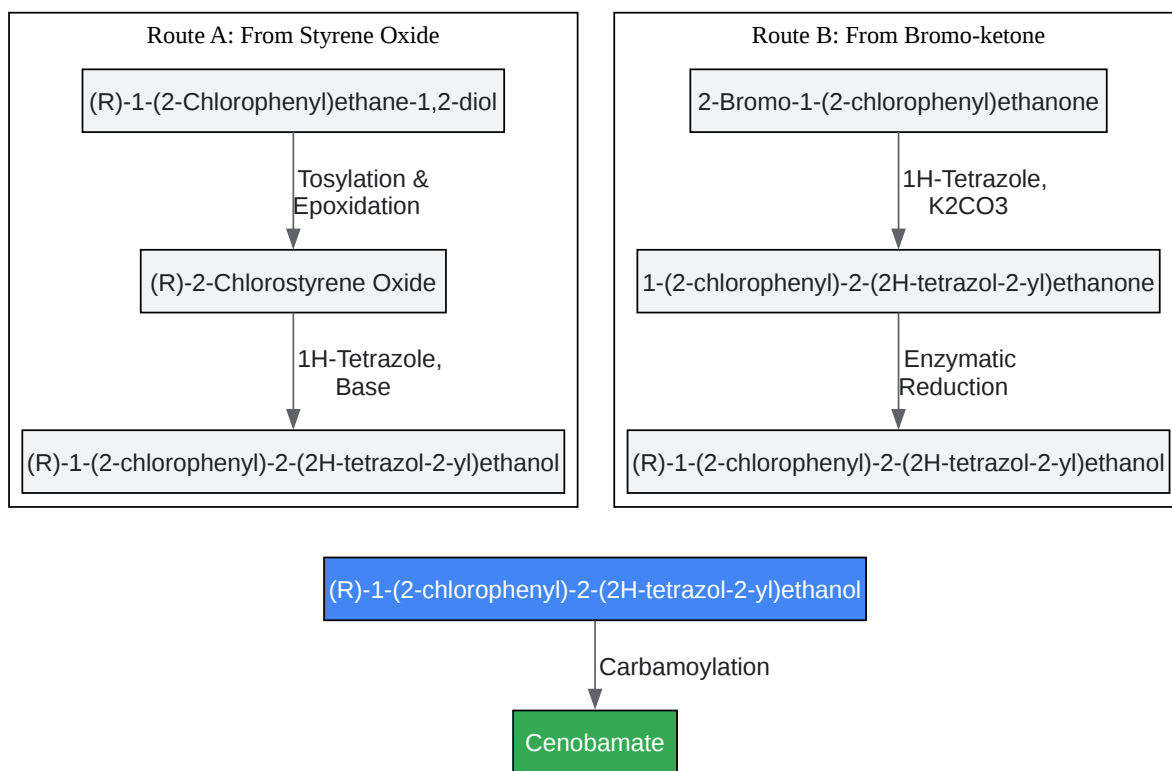 Route A: From Styrene Oxide
(R)-1-(2-Chlorophenyl)ethane-1,2-diol
Tosylation &
Epoxidation
(R)-2-Chlorostyrene Oxide
1H-Tetrazole,
Base
(R)-1-(2-chlorophenyl)-2-(2H-tetrazol-2-yl)ethanol
Route B: From Bromo-ketone
2-Bromo-1-(2-chlorophenyl)ethanone
1H-Tetrazole,
K2CO3
1-(2-chlorophenyl)-2-(2H-tetrazol-2-yl)ethanone
Enzymatic
Reduction
(R)-1-(2-chlorophenyl)-2-(2H-tetrazol-2-yl)ethanol
(R)-1-(2-chlorophenyl)-2-(2H-tetrazol-2-yl)ethanol
Carbamoylation
Cenobamate